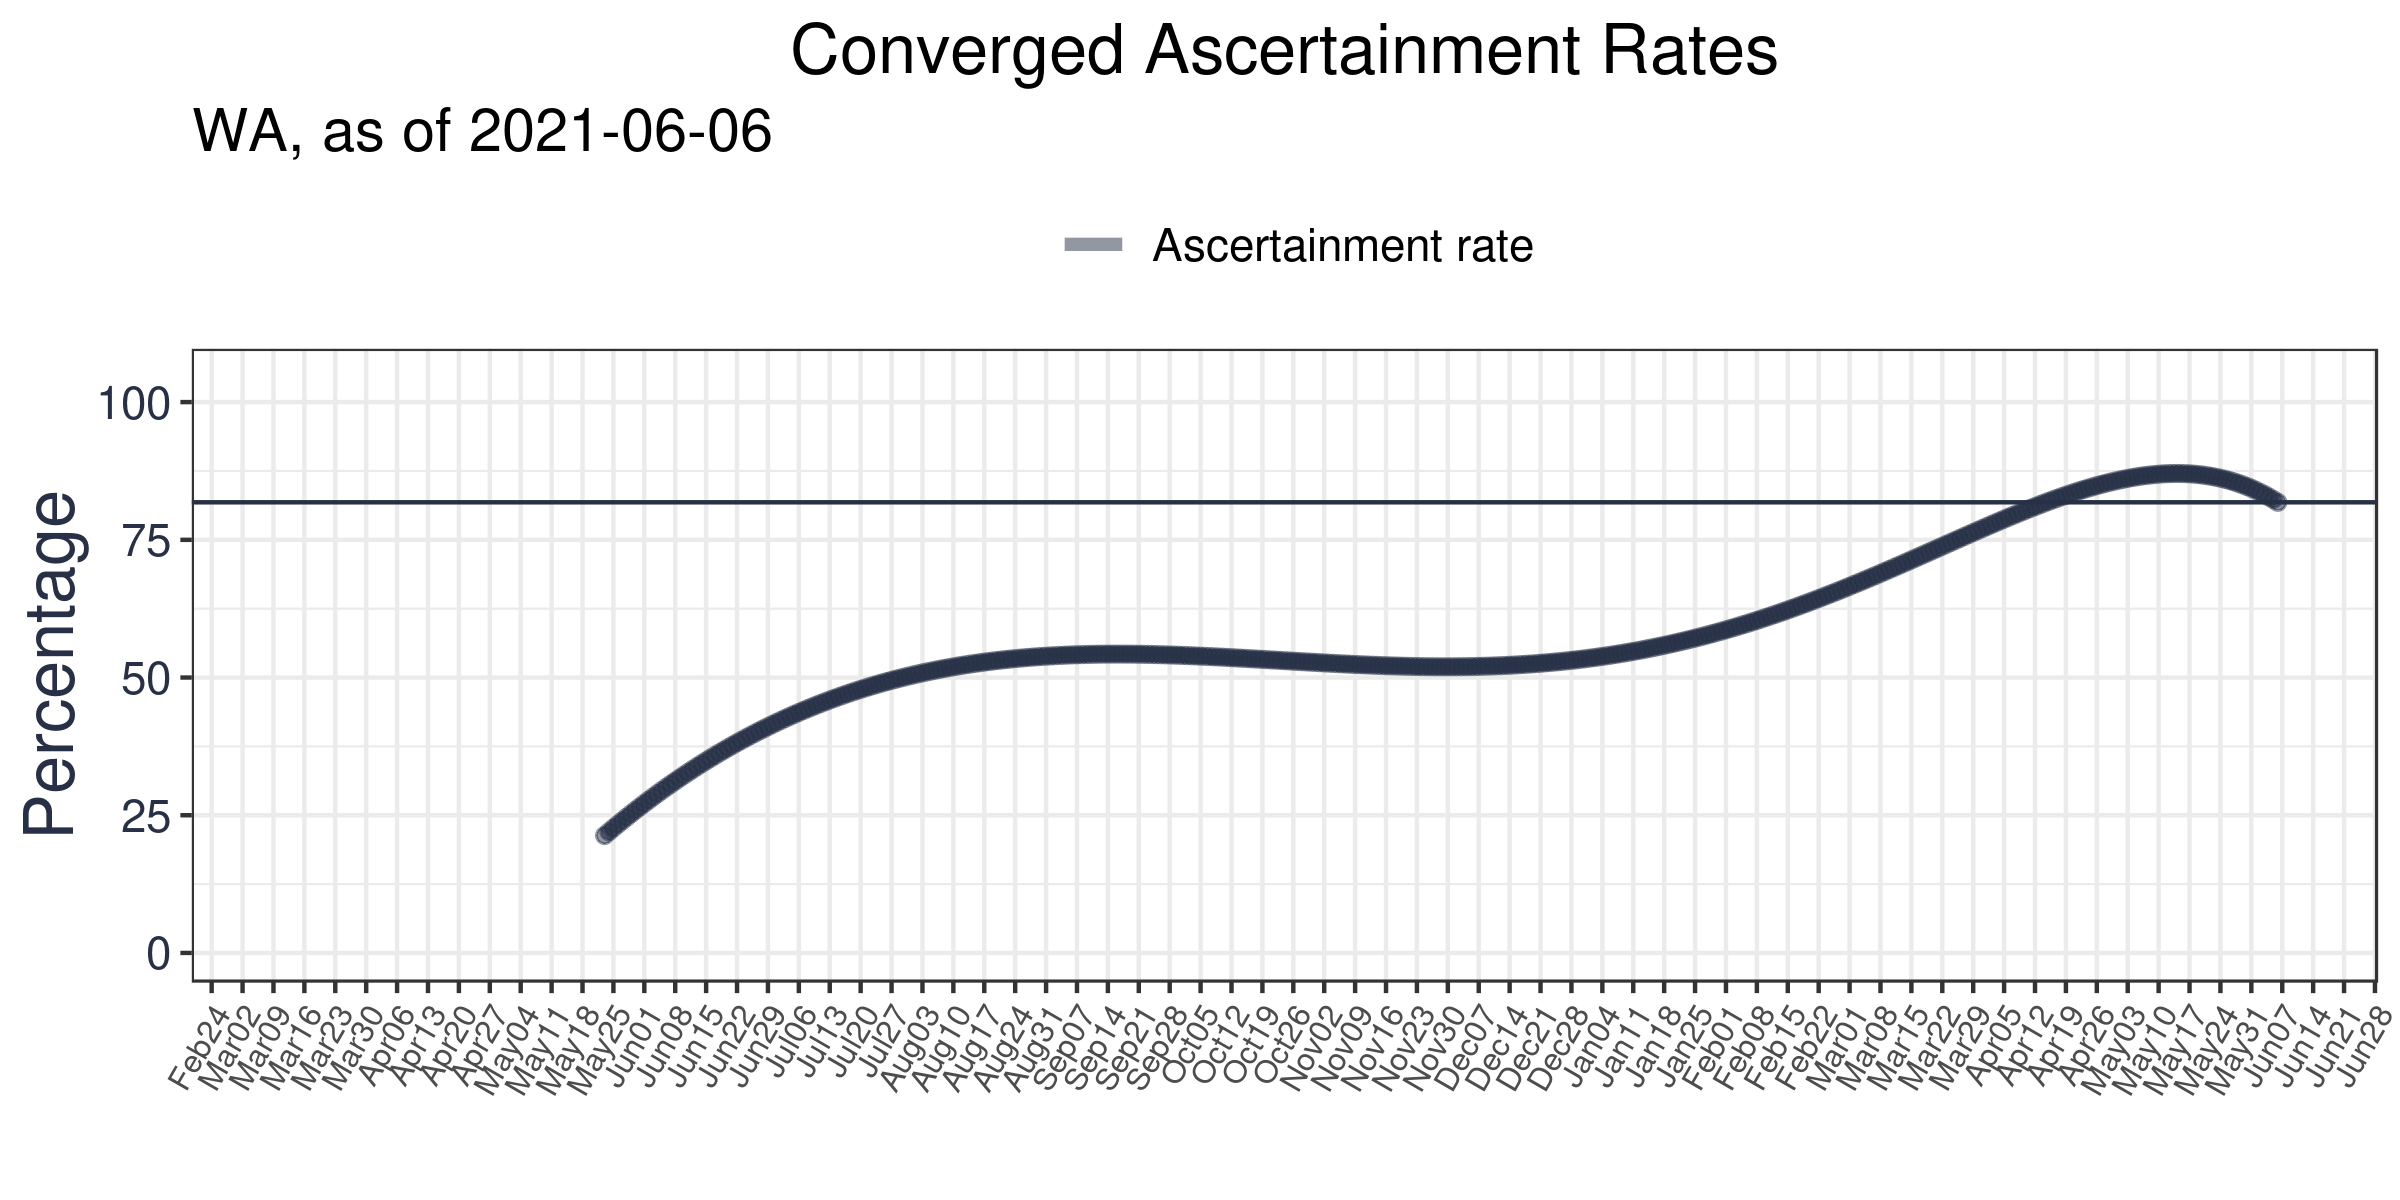 Converged Ascertainment Rates
WA, as of 2021-06-06
Ascertainment rate
Percentage
100
75
50
25
0
Feb24
Mar02
Mar09
Mar16
Mar23
Mar30
Apr06
Apr13
Apr20
Apr27
May04
May11
May18
May25
Jun01
Jun08
Jun15
Jun22
Jun29
Jul06
Jul13
Jul20
Jul27
Aug03
Aug10
Aug17
Aug24
Aug31
Sep07
Sep14
Sep21
Sep28
Oct05
Oct12
Oct19
Oct26
Nov02
Nov09
Nov16
Nov23
Nov30
Dec07
Dec14
Dec21
Dec28
Jan04
Jan11
Jan18
Jan25
Feb01
Feb08
Feb15
Feb22
Mar01
Mar08
Mar15
Mar22
Mar29
Apr05
Apr12
Apr19
Apr26
May03
May10
May17
May24
May31
Jun07
Jun14
Jun21
Jun28